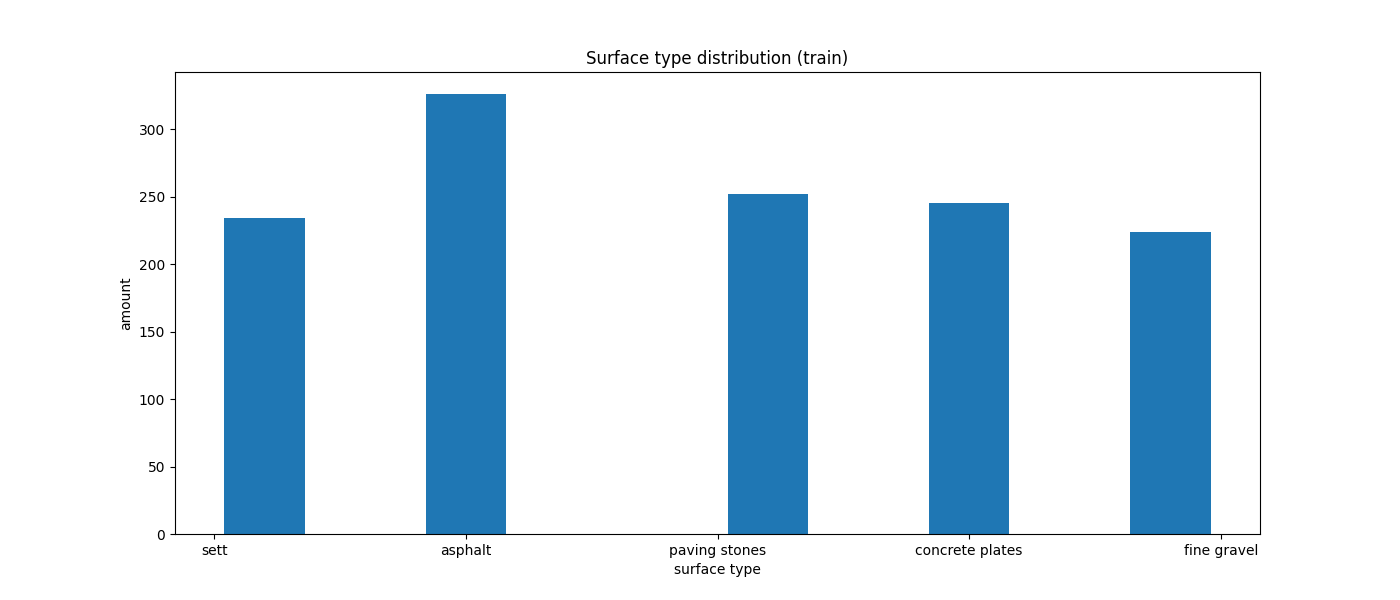 Surface type distribution (train)
300
250
200
150
100
50
0
amount
sett asphalt paving stones concrete plates fine gravel
surface type